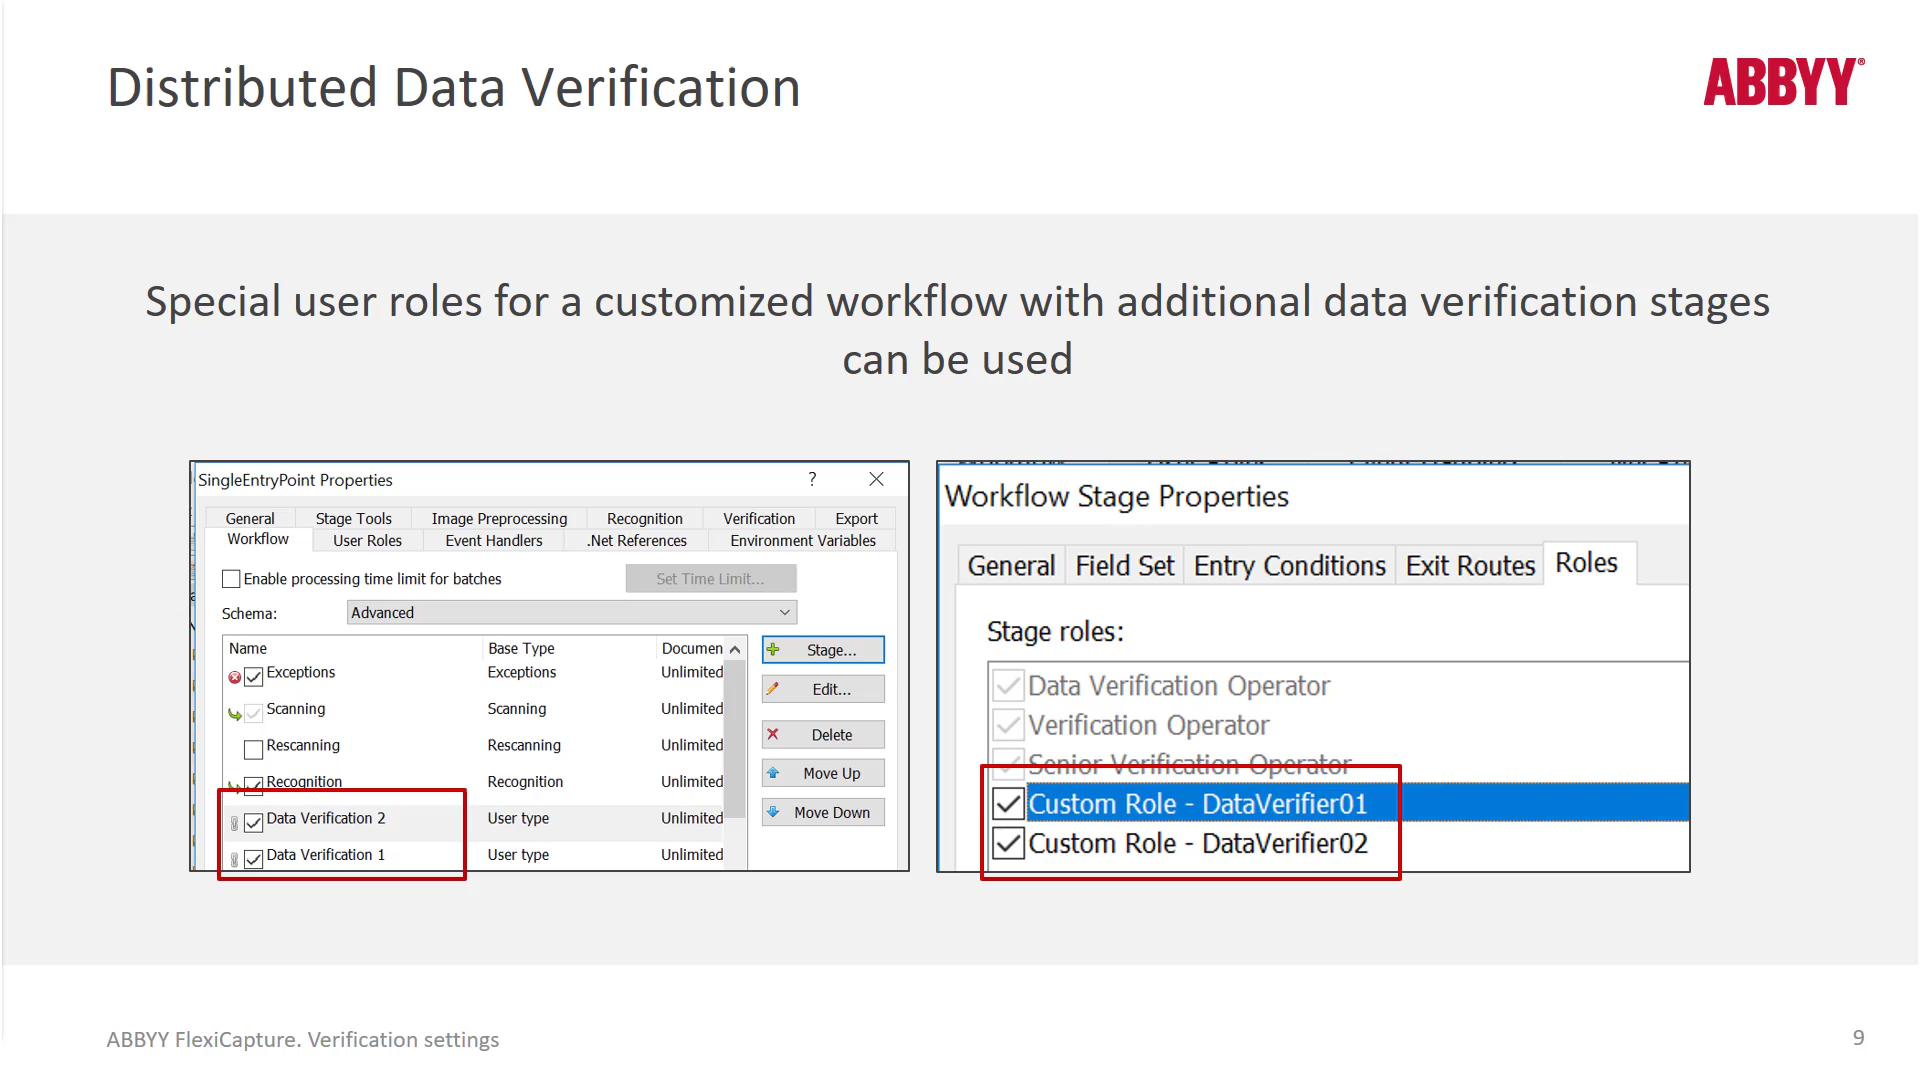 Distributed Data Verification
ABBYY®
Special user roles for a customized workflow with additional data verification stages
can be used
SingleEntryPoint Properties ?
General Stage Tools Image Preprocessing Recognition Verification Export
Workflow User Roles Event Handlers .Net References Environment Variables
Enable processing time limit for batches Set Time Limit...
Schema: Advanced
Name Base Type Documen
Exceptions Exceptions Unlimited
Scanning Scanning Unlimited
Rescanning Rescanning Unlimited
Recognition Recognition Unlimited
Data Verification 2 User type Unlimited
Data Verification 1 User type Unlimited
Stage...
Edit...
Delete
Move Up
Move Down
Workflow Stage Properties
General Field Set Entry Conditions Exit Routes Roles
Stage roles:
Data Verification Operator
Verification Operator
Senior Verification Operator
Custom Role - DataVerifier01
Custom Role - DataVerifier02
ABBYY FlexiCapture. Verification settings
9